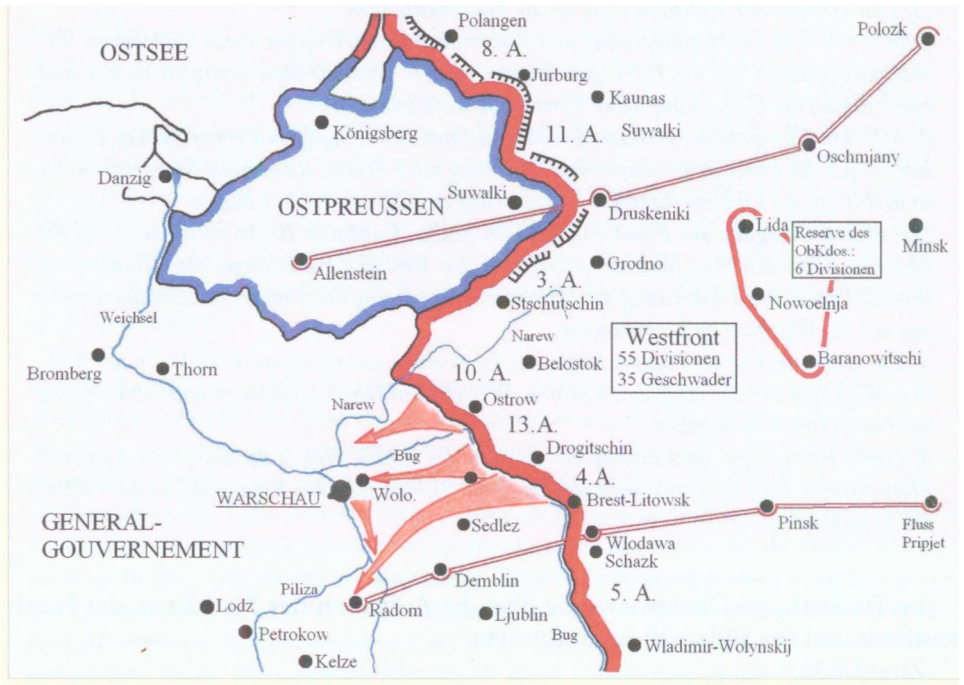 Polangen
OSTSEE
8. A.
Polozk
Jurburg
Kaunas
Königsberg
11. A.
Suwalki
Oschmjany
Danzig
Suwalki
OSTPREUSSEN
Druskeniki
Lida
Reserve des
ObKdos.:
6 Divisionen
Minsk
Allenstein
Grodno
3. A.
Stschutschin
Nowoelnja
Weichsel
Narew
Westfront
55 Divisionen
35 Geschwader
Belostok
Baranowitschi
Bromberg
Thorn
10. A.
Narew
Ostrow
13. A.
Bug
Drogitschin
4. A.
WARSCHAU
Wolo.
Brest-Litowsk
GENERAL-
GOUVERNEMENT
Sedlez
Pinsk
Fluss
Pripjet
Wlodawa
Schazk
Demblin
Piliza
5. A.
Lodz
Radom
Ljublin
Petrokow
Bug
Wladimir-Wolynskij
Kelze